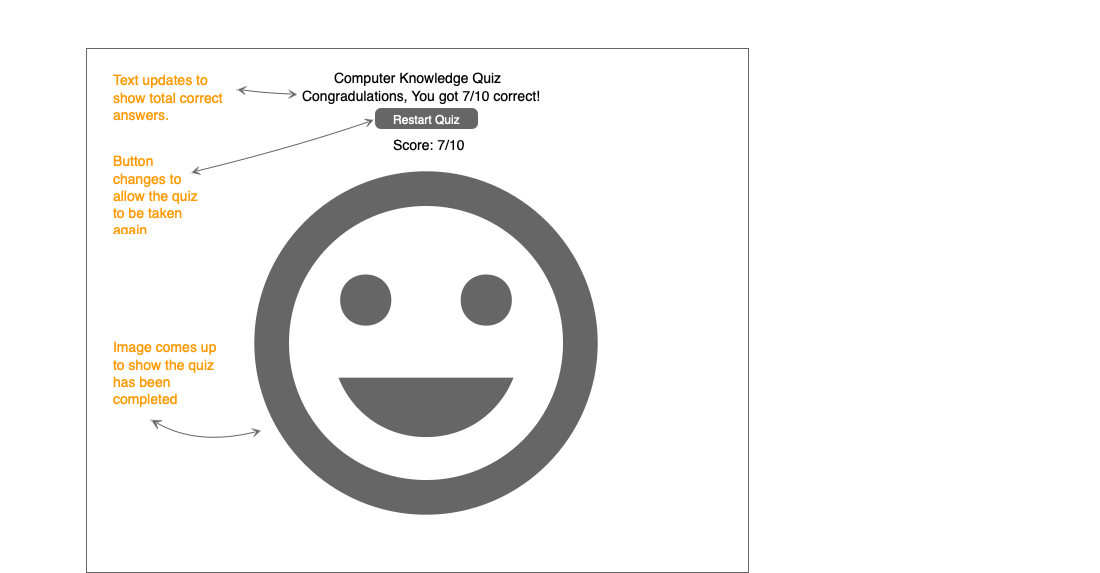 Text updates to
show total correct
answers.
Computer Knowledge Quiz
Congradulations, You got 7/10 correct!
Restart Quiz
Score: 7/10
Button
changes to
allow the quiz
to be taken
again
Image comes up
to show the quiz
has been
completed